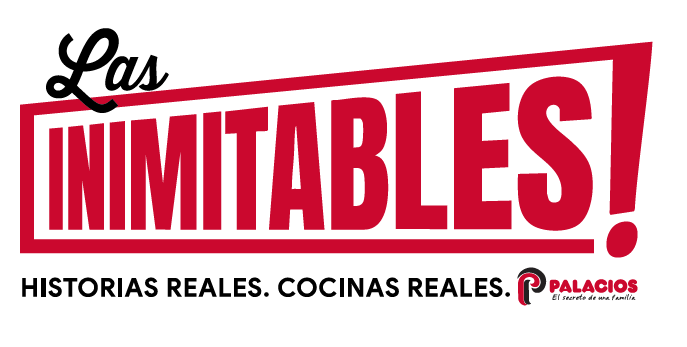 Las
INIMITABLES!
HISTORIAS REALES. COCINAS REALES. PALACIOS
El secreto de una familia